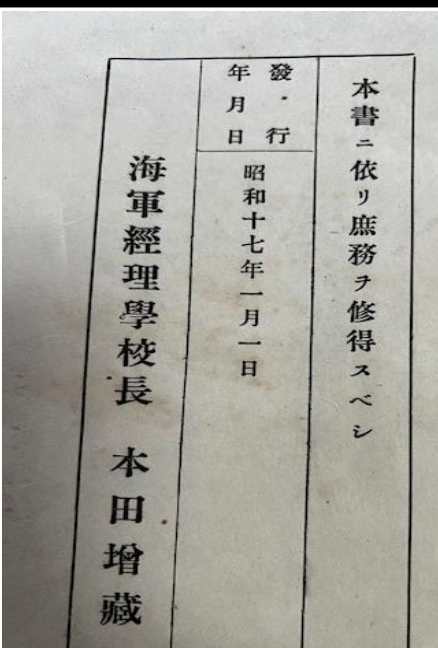 本書ニ依リ庶務ヲ修得スベシ
發行
年月日
昭和十七年一月一日
海軍經理學校長 本田增藏